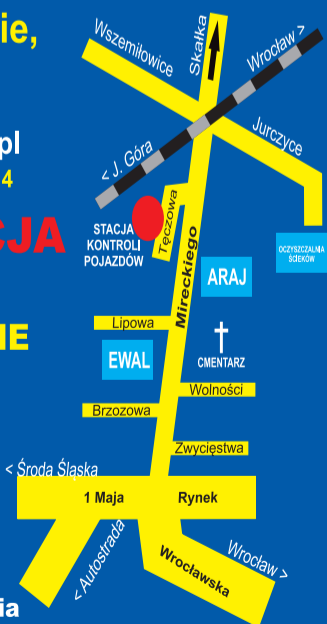 ie,
Skałka
Wszemiłowice
Wrocław >
pl
4
< J. Góra
Jurczyce
CJA
STACJA
KONTROLI
POJAZDÓW
Tęczowa
OCZYSZCZALNIA
ŚCIEKÓW
ARAJ
Mireckiego
Lipowa
IE
EWAL
CMENTARZ
Wolności
Brzozowa
Zwycięstwa
< Środa Śląska
1 Maja
Rynek
< Autostrada
Wrocławska
Wrocław >
ia